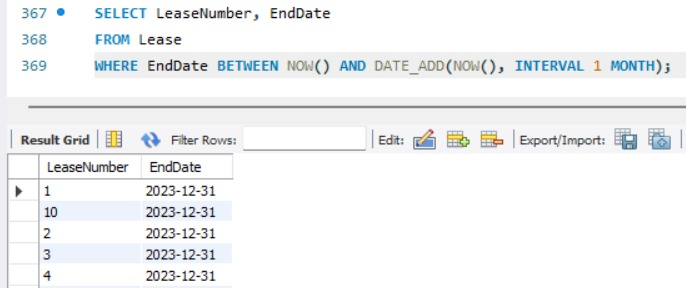 367 SELECT LeaseNumber, EndDate
368 FROM Lease
369 WHERE EndDate BETWEEN NOW() AND DATE_ADD(NOW(), INTERVAL 1 MONTH);
Result Grid Filter Rows: Edit: Export/Import:
LeaseNumber EndDate
1 2023-12-31
10 2023-12-31
2 2023-12-31
3 2023-12-31
4 2023-12-31